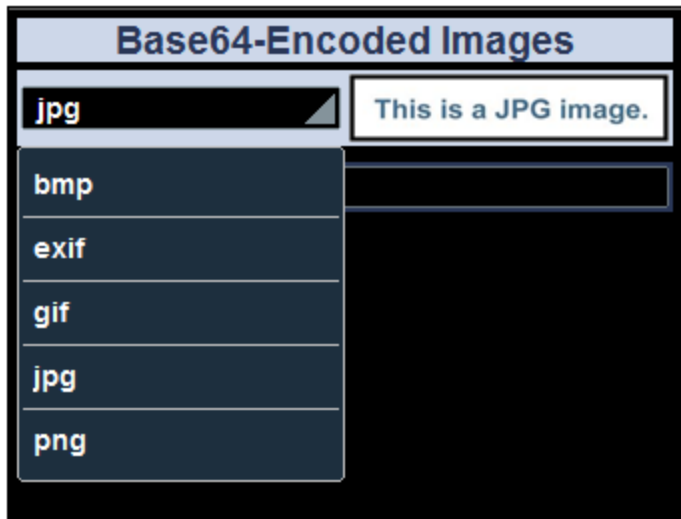 Base64-Encoded Images
jpg
This is a JPG image.
bmp
exif
gif
jpg
png